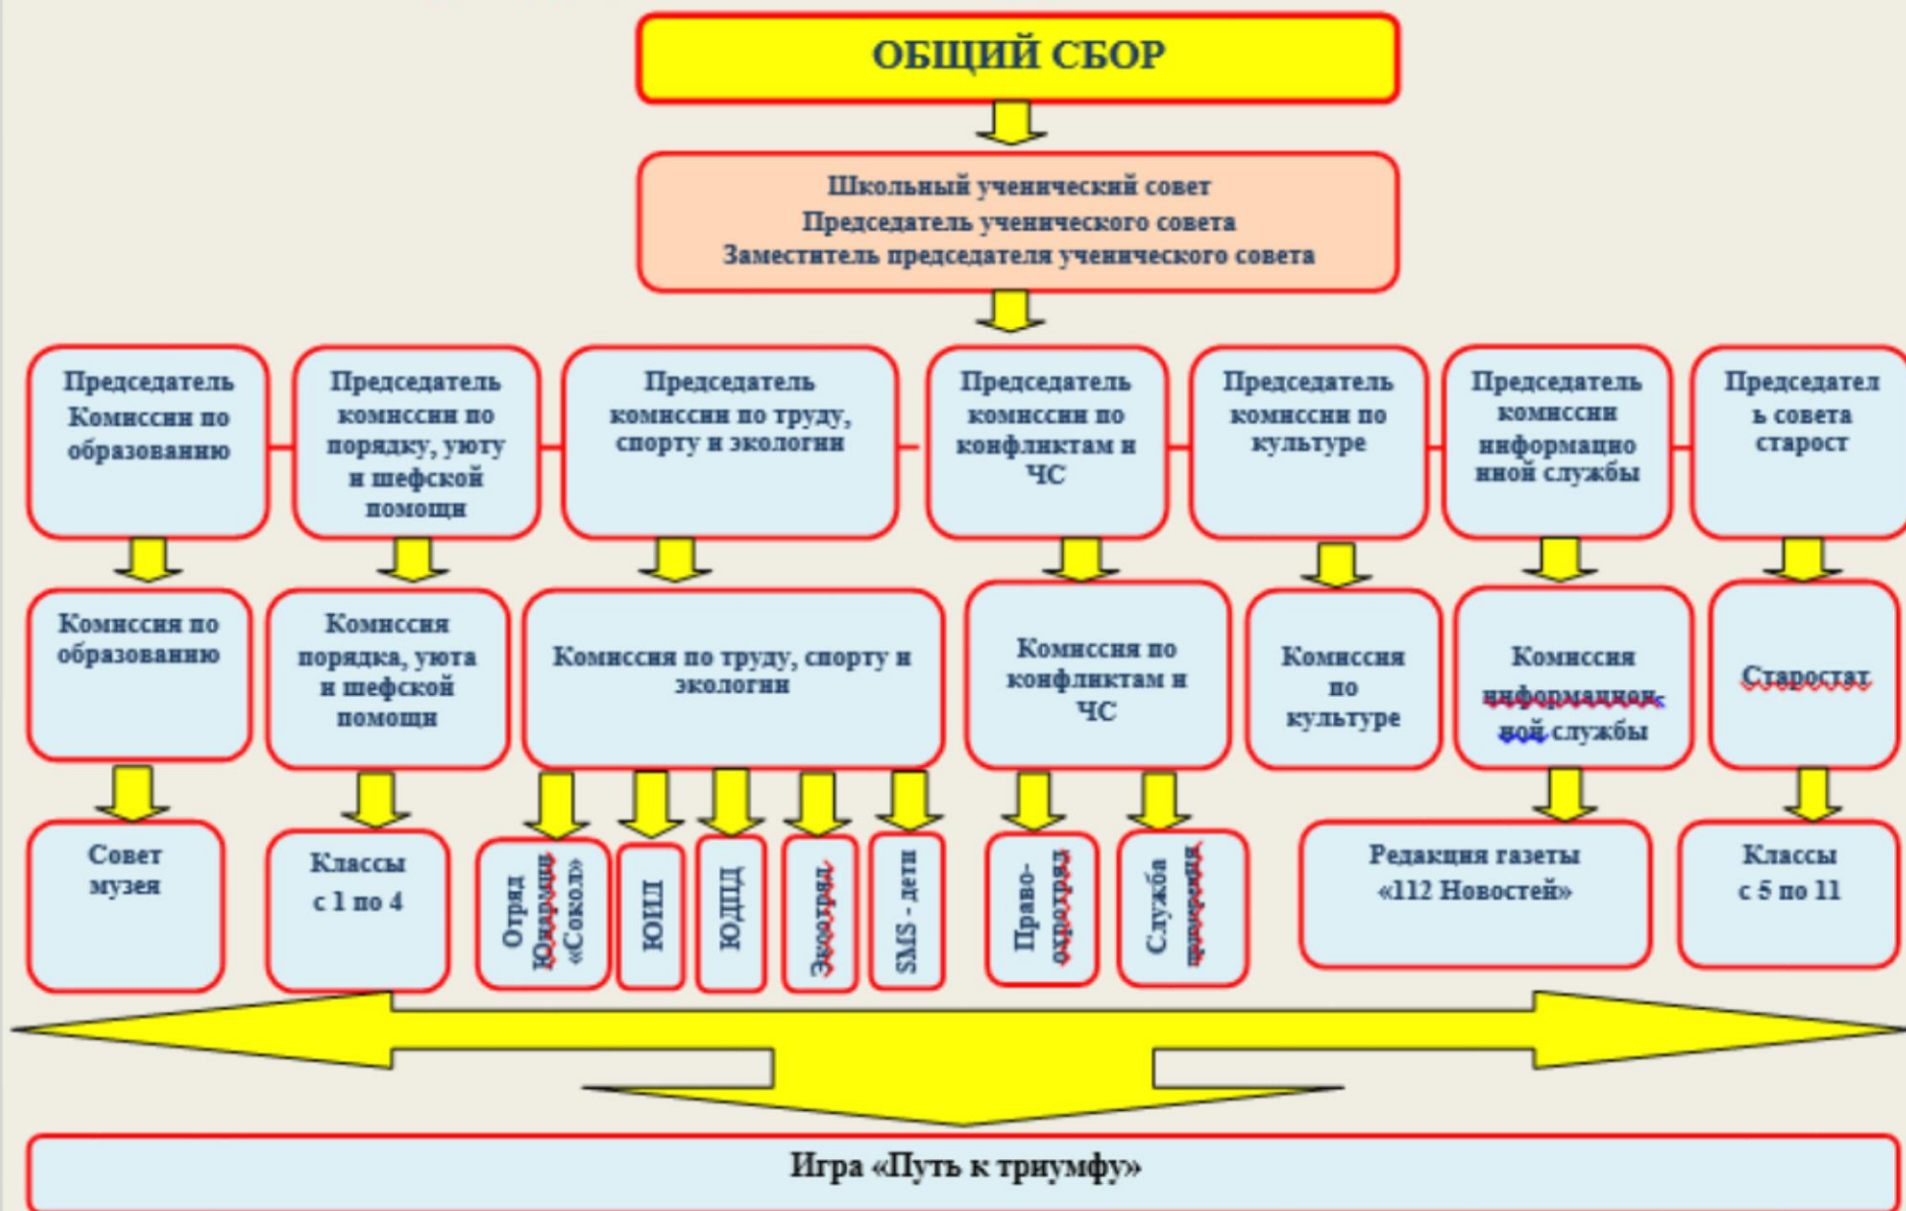 ОБЩИЙ СБОР
Школьный ученический совет
Председатель ученического совета
Заместитель председателя ученического совета
Председатель
Комиссии по
образованию
Председатель
комиссии по
порядку, уюту
и шефской
помощи
Председатель
комиссии по труду,
спорту и экологии
Председатель
комиссии по
конфликтам и
ЧС
Председатель
комиссии по
культуре
Председатель
комиссии
информацио
нной службы
Председател
ь совета
старост
Комиссия по
образованию
Комиссия
порядка, уюта
и шефской
помощи
Комиссия по труду, спорту и
экологии
Комиссия по
конфликтам и
ЧС
Комиссия
по
культуре
Комиссия
информацион-
ной службы
Старостат
Совет
музея
Классы
с 1 по 4
Отряд
Юнармии
«Сокол»
ЮИД
ЮДПД
Экоотряд
SMS - дети
Право-
охротряд
Служба
примерения
Редакция газеты
«112 Новостей»
Классы
с 5 по 11
Игра «Путь к триумфу»